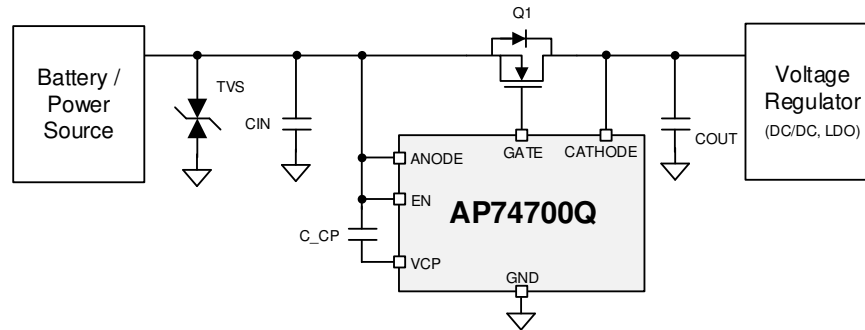 Q1
Battery /
Power
Source
TVS
CIN
Voltage
Regulator
(DC/DC, LDO)
COUT
GATE
CATHODE
ANODE
EN
AP74700Q
C_CP
VCP
GND